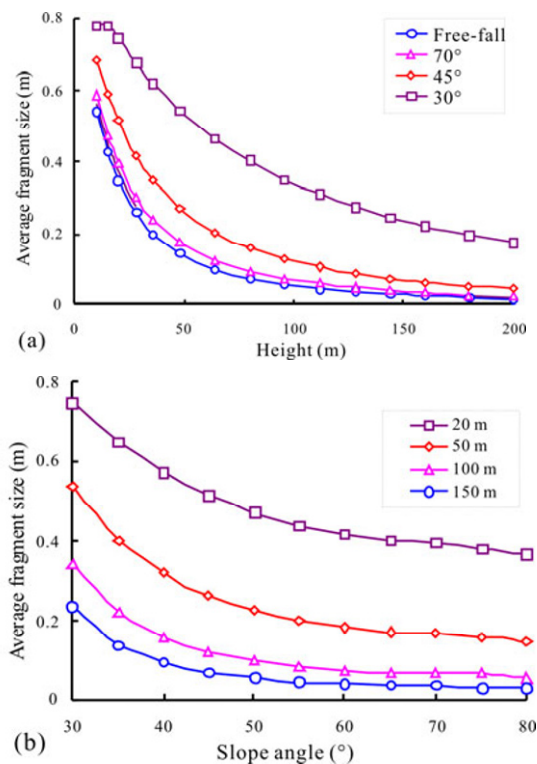 0.8
0.6
0.4
0.2
0
Average fragment size (m)
Free-fall
70°
45°
30°
0
50
100
150
200
Height (m)
(a)
0.8
0.6
0.4
0.2
0
Average fragment size (m)
20 m
50 m
100 m
150 m
30
40
50
60
70
80
Slope angle (°)
(b)